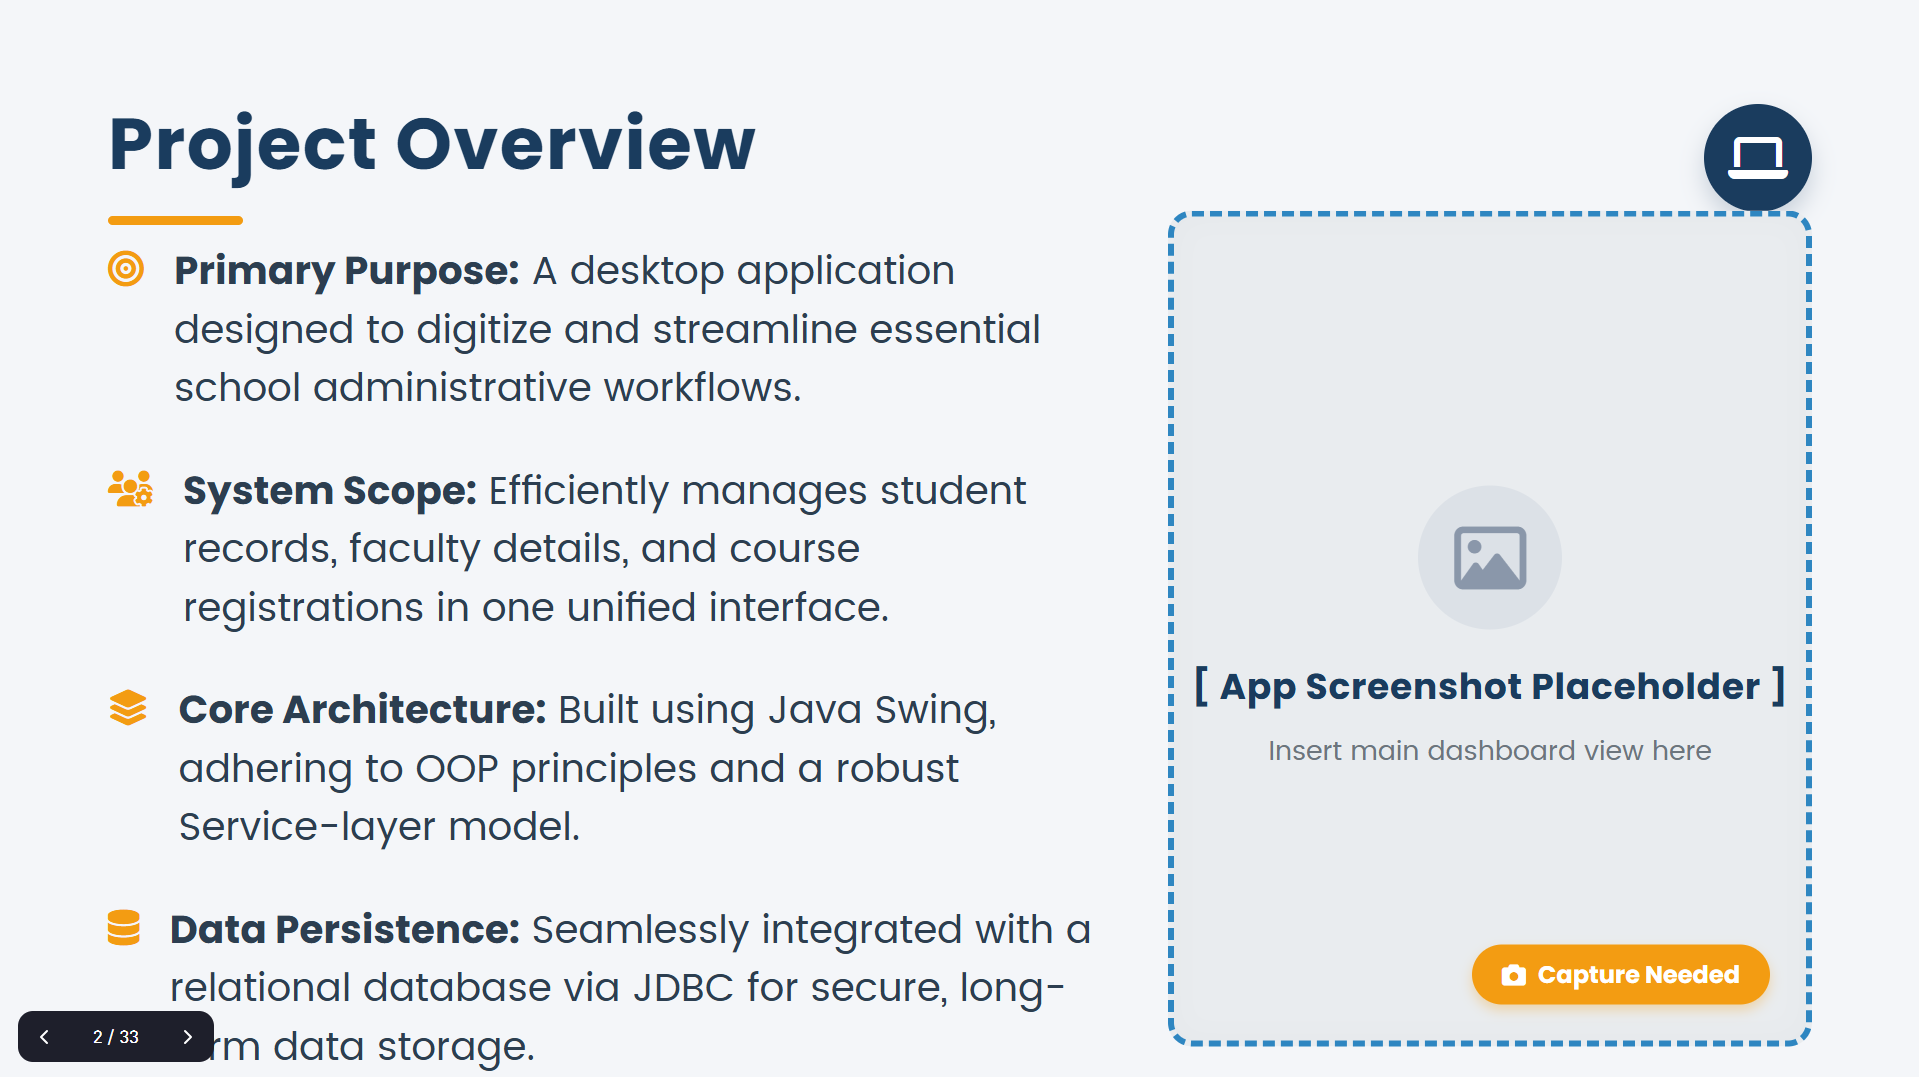 Project Overview
Primary Purpose: A desktop application
designed to digitize and streamline essential
school administrative workflows.
System Scope: Efficiently manages student
records, faculty details, and course
registrations in one unified interface.
Core Architecture: Built using Java Swing,
adhering to OOP principles and a robust
Service-layer model.
Data Persistence: Seamlessly integrated with a
relational database via JDBC for secure, long-
rm data storage.
[ App Screenshot Placeholder ]
Insert main dashboard view here
Capture Needed
2 / 33